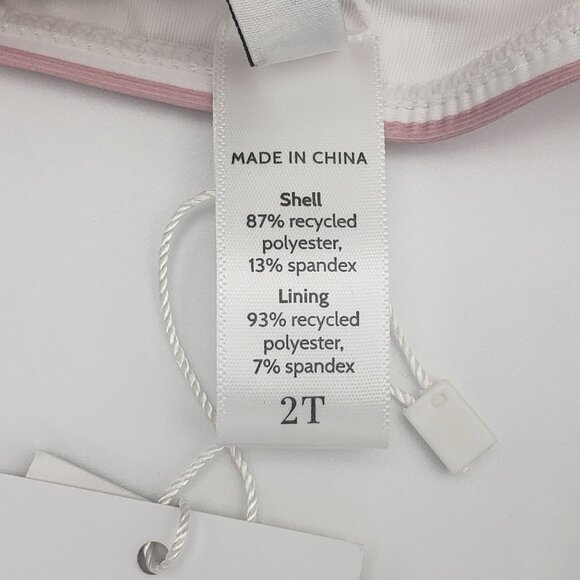 MADE IN CHINA
Shell
87% recycled
polyester,
13% spandex
Lining
93% recycled
polyester,
7% spandex
2T